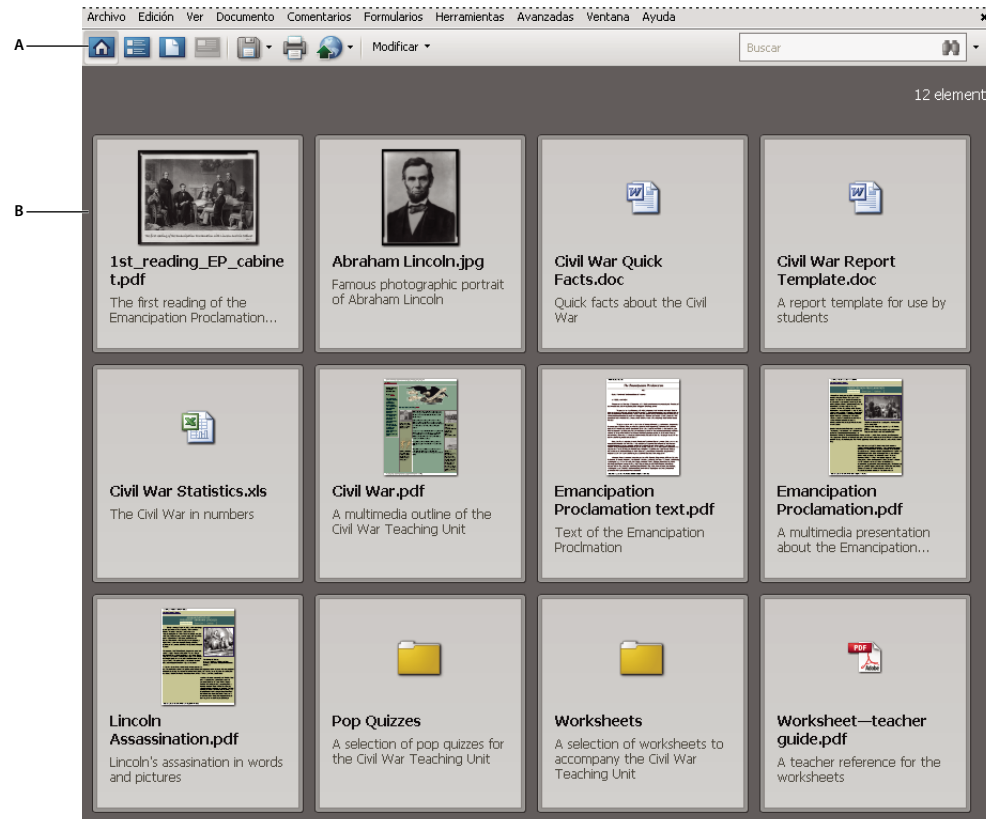 Archivo Edición Ver Documento Comentarios Formularios Herramientas Avanzadas Ventana Ayuda
A
Modificar
Buscar
12 element
B
1st_reading_EP_cabine
t.pdf
The first reading of the
Emancipation Proclamation...
Abraham Lincoln.jpg
Famous photographic portrait
of Abraham Lincoln
Civil War Quick
Facts.doc
Quick facts about the Civil
War
Civil War Report
Template.doc
A report template for use by
students
Civil War Statistics.xls
The Civil War in numbers
Civil War.pdf
A multimedia outline of the
Civil War Teaching Unit
Emancipation
Proclamation text.pdf
Text of the Emancipation
Proclmation
Emancipation
Proclamation.pdf
A multimedia presentation
about the Emancipation...
Lincoln
Assassination.pdf
Lincoln's assasination in words
and pictures
Pop Quizzes
A selection of pop quizzes for
the Civil War Teaching Unit
Worksheets
A selection of worksheets to
accompany the Civil War
Teaching Unit
PDF
Adobe
Worksheet—teacher
guide.pdf
A teacher reference for the
worksheets